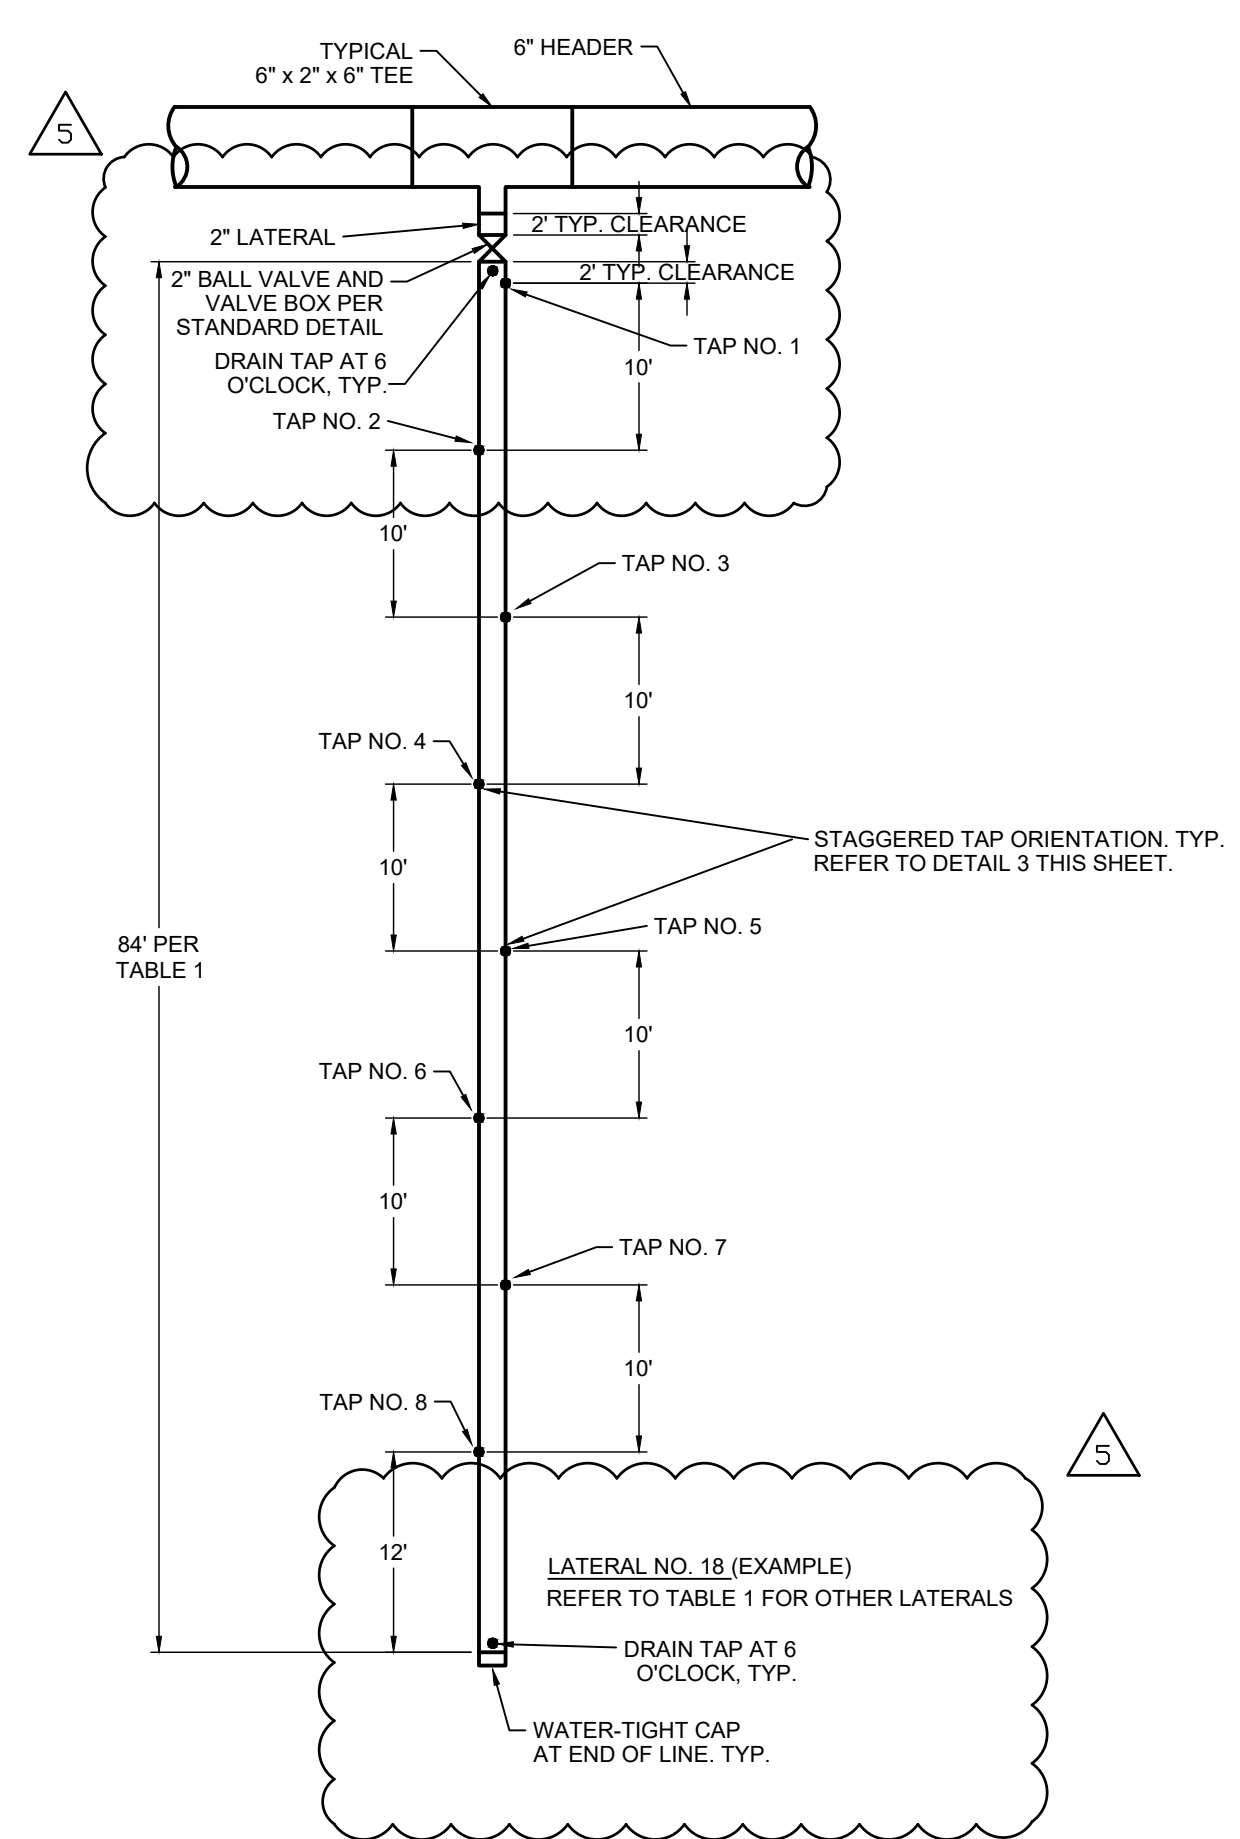 TYPICAL
6" x 2" x 6" TEE
6" HEADER
5
2" LATERAL
2' TYP. CLEARANCE
2" BALL VALVE AND
VALVE BOX PER
STANDARD DETAIL
2' TYP. CLEARANCE
DRAIN TAP AT 6
O'CLOCK, TYP.
TAP NO. 1
10'
TAP NO. 2
10'
TAP NO. 3
10'
TAP NO. 4
STAGGERED TAP ORIENTATION. TYP.
REFER TO DETAIL 3 THIS SHEET.
10'
TAP NO. 5
84' PER
TABLE 1
10'
TAP NO. 6
10'
TAP NO. 7
10'
TAP NO. 8
5
12'
LATERAL NO. 18 (EXAMPLE)
REFER TO TABLE 1 FOR OTHER LATERALS
DRAIN TAP AT 6
O'CLOCK, TYP.
WATER-TIGHT CAP
AT END OF LINE. TYP.